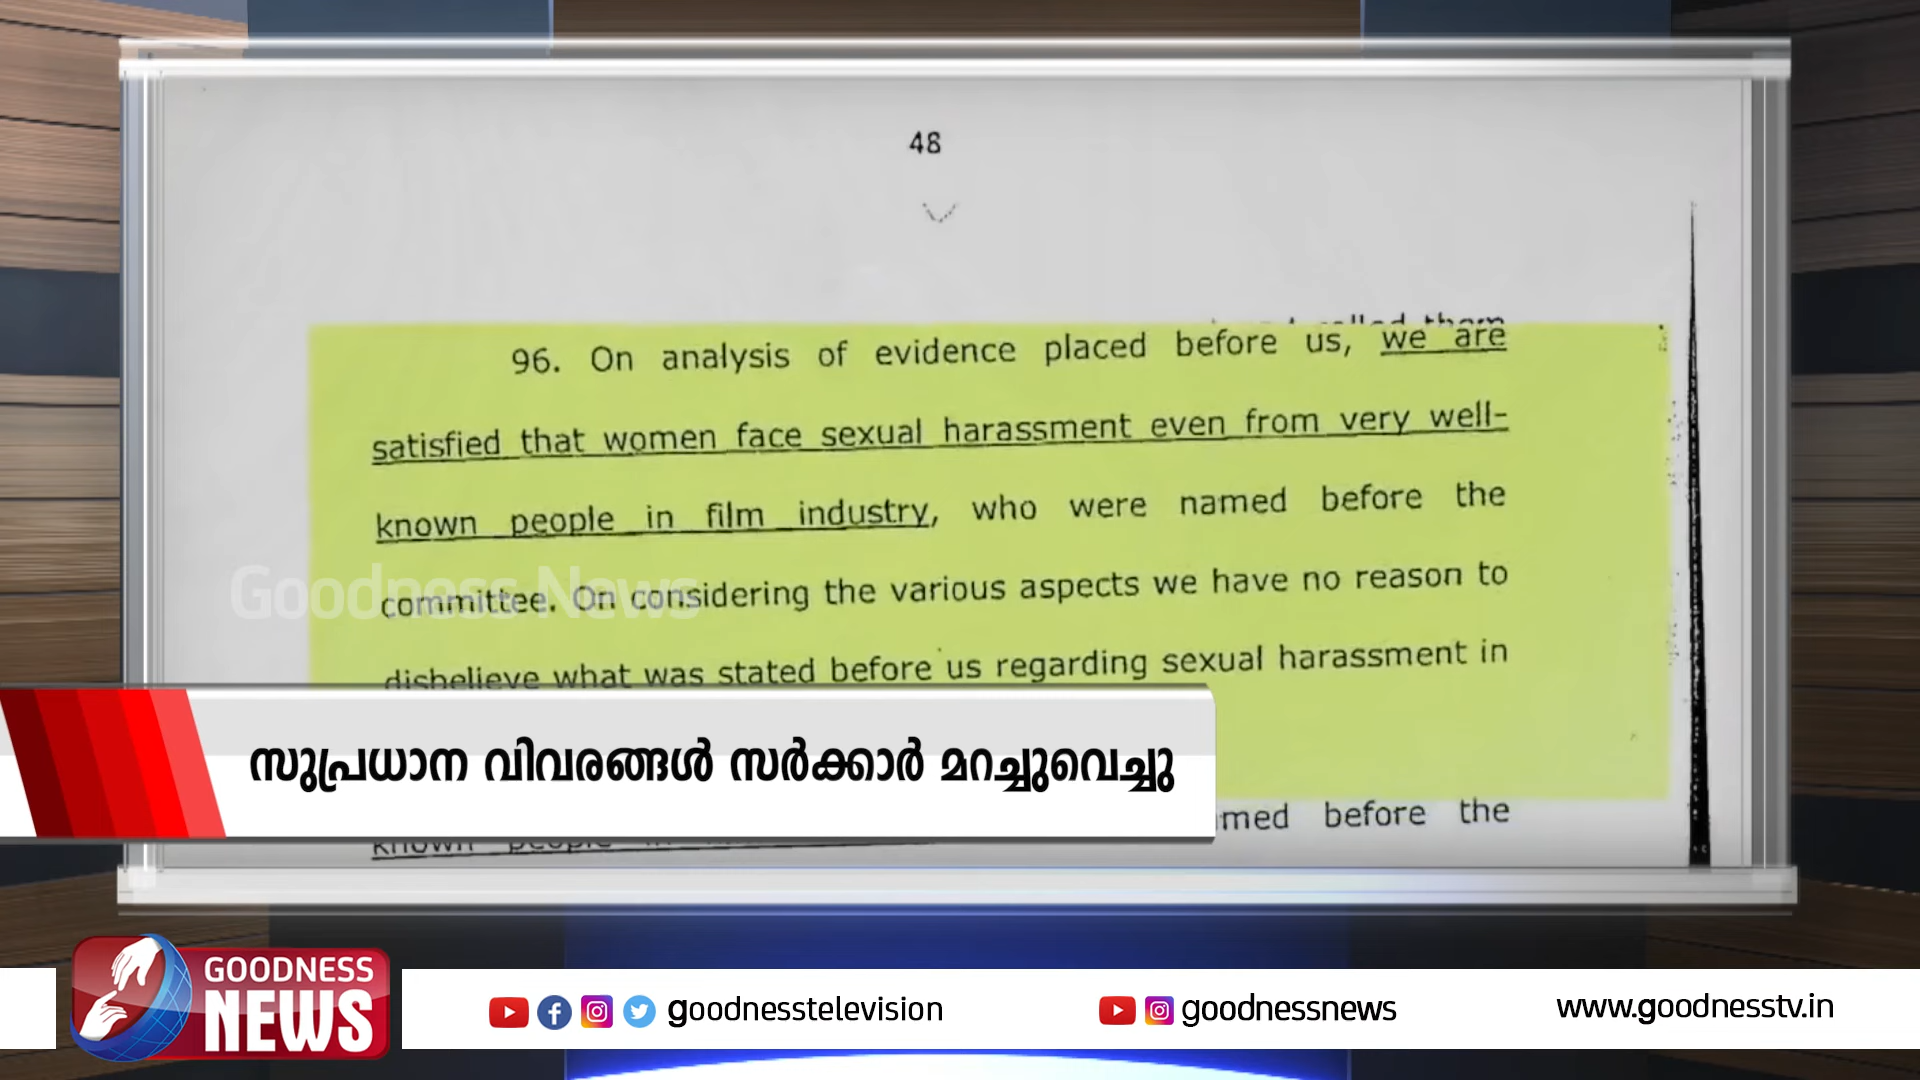 48
96. On analysis of evidence placed before us, we are
satisfied that women face sexual harassment even from very well-
known people in film industry, who were named before the
committee. On considering the various aspects we have no reason to
disbelieve what was stated before us regarding sexual harassment in
Goodness News
സുപ്രധാന വിവരങ്ങൾ സർക്കാർ മറച്ചുവെച്ചു
before the
known people in
GOODNESS
NEWS
goodnesstelevision
goodnessnews
www.goodnesstv.in